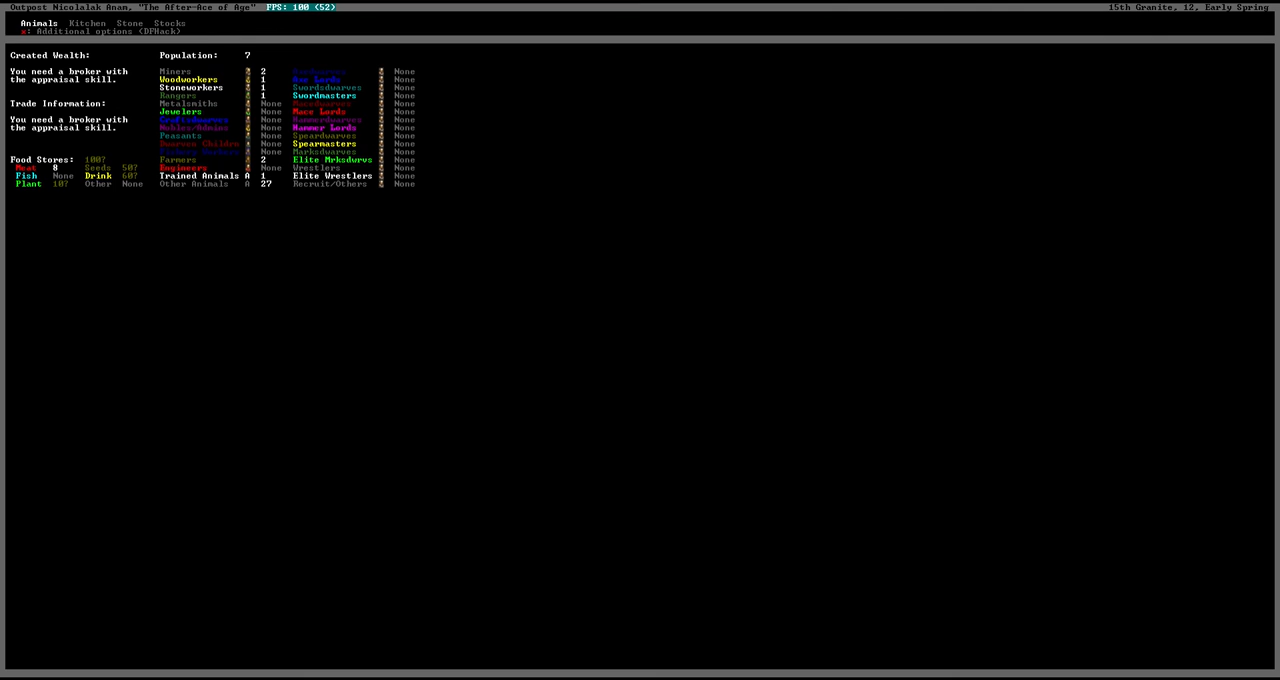 Outpost Nicolalak Anam, "The After-Ace of Age" FPS: 100 (52) 15th Granite, 12, Early Spring
Animals Kitchen Stone Stocks
x: Additional options (DFHack)
Created Wealth: Population: 7
You need a broker with Miners 2 Axedwarves None
the appraisal skill. Woodworkers 1 Axe Lords None
Stoneworkers 1 Swordsdwarves None
Rangers 1 Swordmasters None
Trade Information: Metalsmiths None Macedwarves None
Jewelers None Mace Lords None
You need a broker with Craftsdwarves None Hammerdwarves None
the appraisal skill. Nobles/Admins None Hammer Lords None
Peasants None Speardwarves None
Dwarven Children None Spearmasters None
None Marksdwarves None
Food Stores: 100? Farmers 2 Elite Mrksdwrvs None
Meat 8 Seeds 50? Engineers None Wrestlers None
Fish None Drink 60? Trained Animals A 1 Elite Wrestlers None
Plant 10? Other None Other Animals A 27 Recruit/Others None